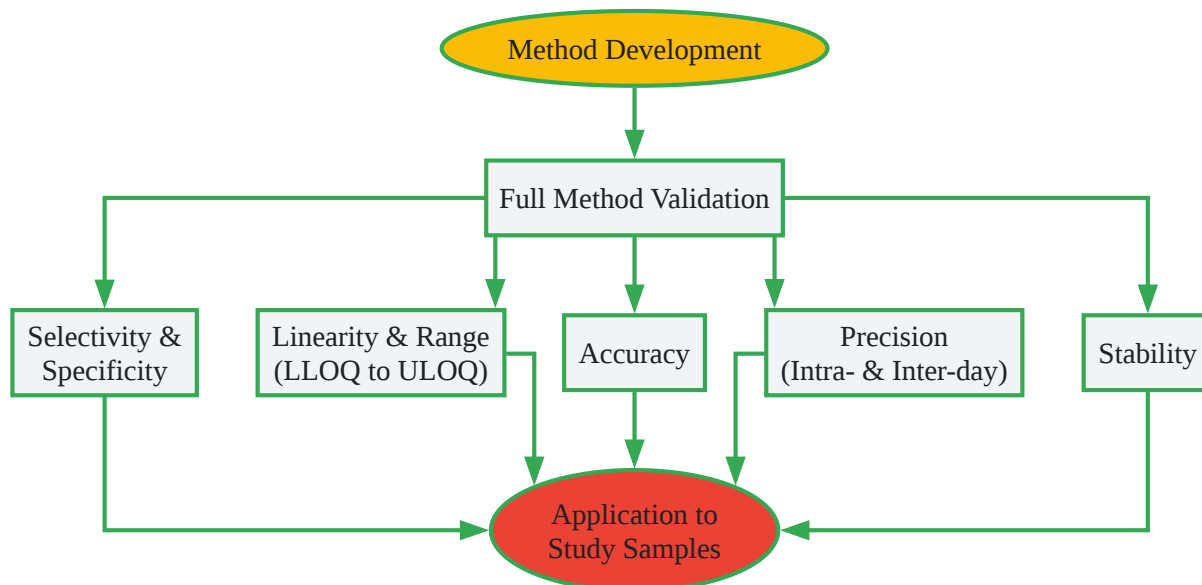 Method Development
Full Method Validation
Selectivity &
Specificity
Linearity & Range
(LLOQ to ULOQ)
Accuracy
Precision
(Intra- & Inter-day)
Stability
Application to
Study Samples